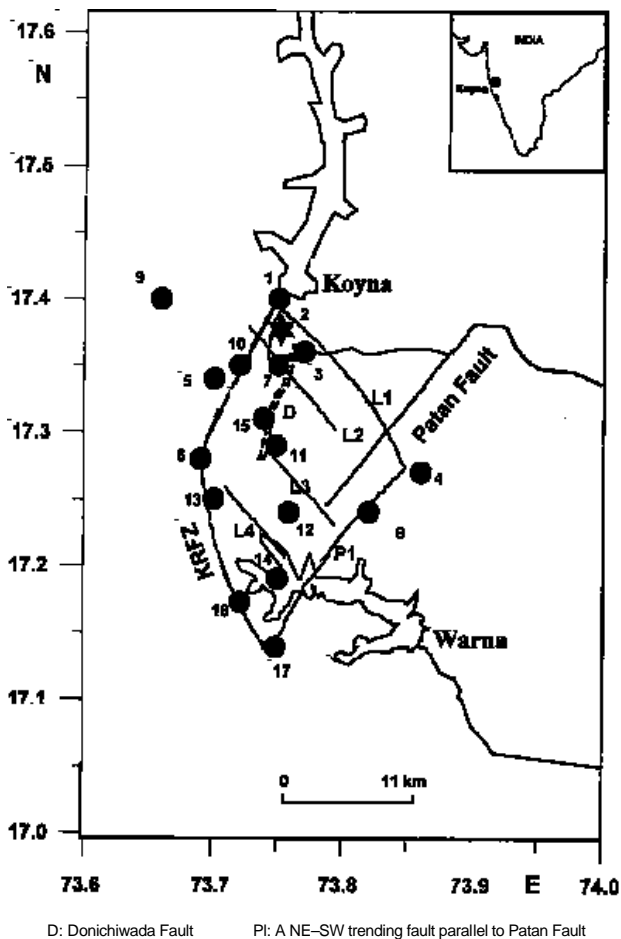 17.6
N
INDIA
Koyna
17.5
9
1
Koyna
17.4
2
10
5
7
3
L1
Patan Fault
D
15
L2
17.3
11
6
4
L3
13
12
8
L4
KRFZ
P1
17.2
14
16
Warna
17
17.1
0 11 km
17.0
73.6 73.7 73.8 73.9 E 74.0
D: Donichiwada Fault PI: A NE–SW trending fault parallel to Patan Fault